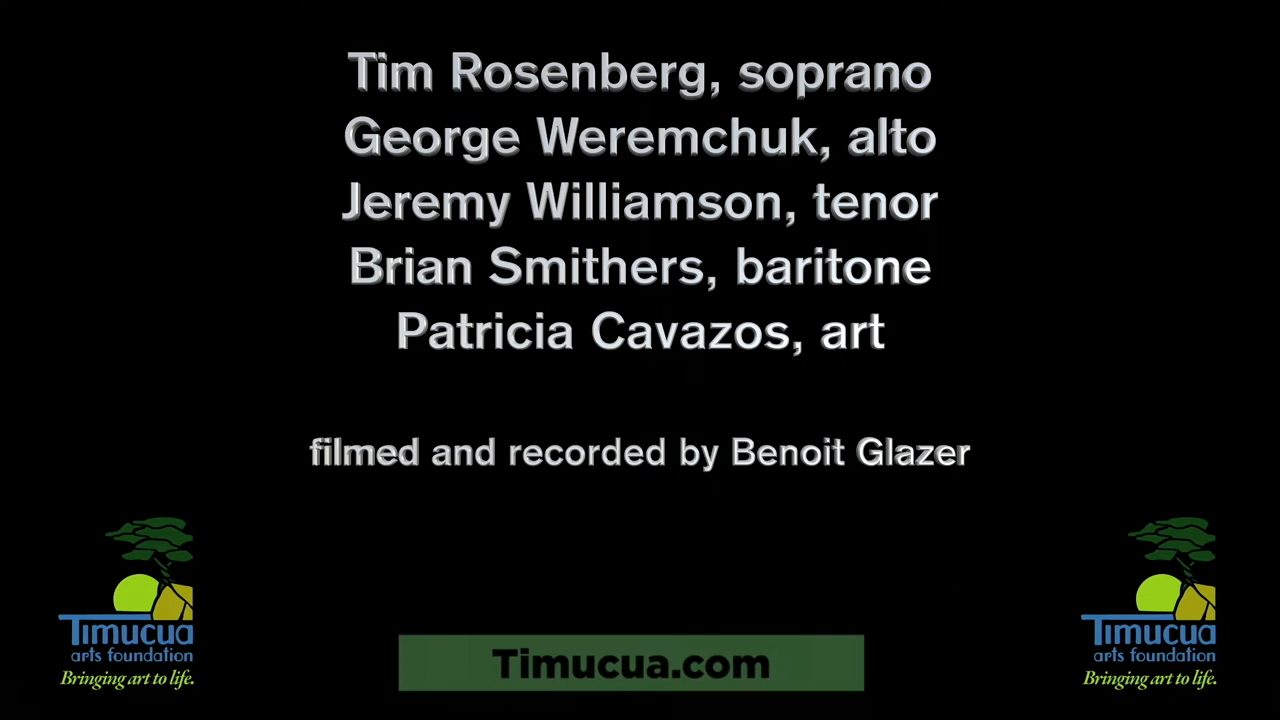 Tim Rosenberg, soprano
George Weremchuk, alto
Jeremy Williamson, tenor
Brian Smithers, baritone
Patricia Cavazos, art
filmed and recorded by Benoit Glazer
Timucua
arts foundation
Bringing art to life.
Timucua.com
Timucua
arts foundation
Bringing art to life.